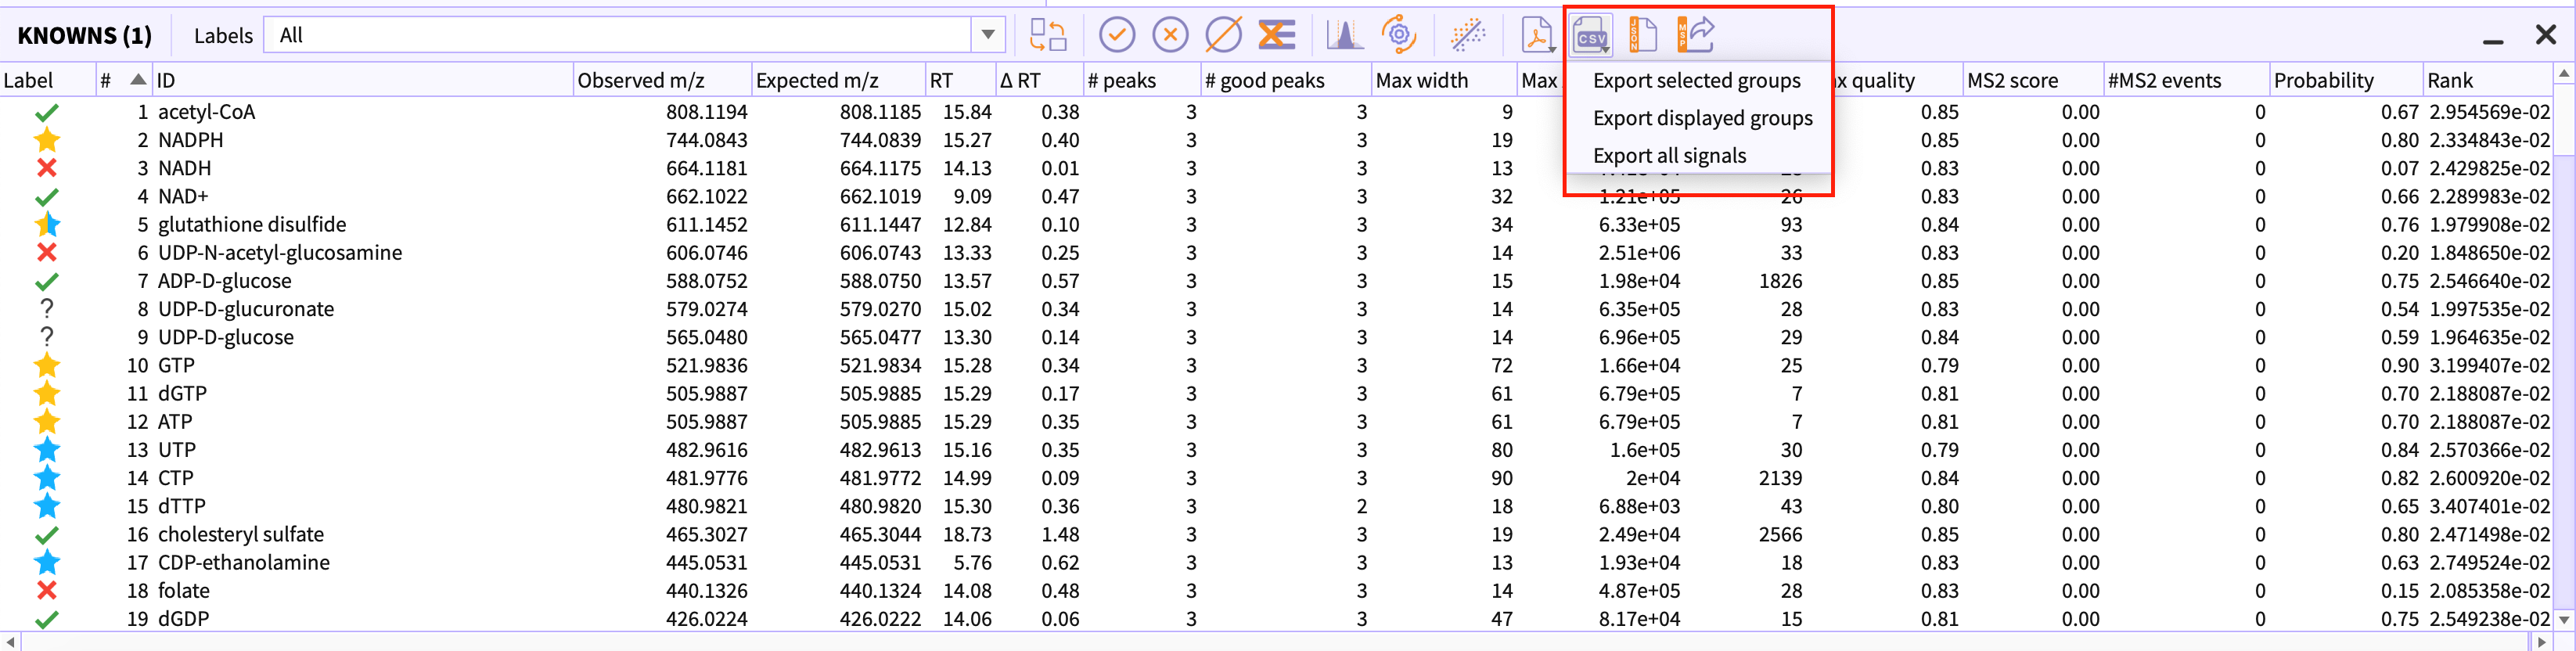 KNOWNS (1) Labels All CSV JSON MSP
Label # ID Observed m/z Expected m/z RT Δ RT # peaks # good peaks Max width Max quality MS2 score #MS2 events Probability Rank
Export selected groups
Export displayed groups
Export all signals
1 acetyl-CoA 808.1194 808.1185 15.84 0.38 3 3 9 0.85 0.00 0 0.67 2.954569e-02
2 NADPH 744.0843 744.0839 15.27 0.40 3 3 19 0.85 0.00 0 0.80 2.334843e-02
3 NADH 664.1181 664.1175 14.13 0.01 3 3 13 0.83 0.00 0 0.07 2.429825e-02
4 NAD+ 662.1022 662.1019 9.09 0.47 3 3 32 1.21e+05 26 0.83 0.00 0 0.66 2.289983e-02
5 glutathione disulfide 611.1452 611.1447 12.84 0.10 3 3 34 6.33e+05 93 0.84 0.00 0 0.76 1.979908e-02
6 UDP-N-acetyl-glucosamine 606.0746 606.0743 13.33 0.25 3 3 14 2.51e+06 33 0.83 0.00 0 0.20 1.848650e-02
7 ADP-D-glucose 588.0752 588.0750 13.57 0.57 3 3 15 1.98e+04 1826 0.85 0.00 0 0.75 2.546640e-02
? 8 UDP-D-glucuronate 579.0274 579.0270 15.02 0.34 3 3 14 6.35e+05 28 0.83 0.00 0 0.54 1.997535e-02
? 9 UDP-D-glucose 565.0480 565.0477 13.30 0.14 3 3 14 6.96e+05 29 0.84 0.00 0 0.59 1.964635e-02
10 GTP 521.9836 521.9834 15.28 0.34 3 3 72 1.66e+04 25 0.79 0.00 0 0.90 3.199407e-02
11 dGTP 505.9887 505.9885 15.29 0.17 3 3 61 6.79e+05 7 0.81 0.00 0 0.70 2.188087e-02
12 ATP 505.9887 505.9885 15.29 0.35 3 3 61 6.79e+05 7 0.81 0.00 0 0.70 2.188087e-02
13 UTP 482.9616 482.9613 15.16 0.35 3 3 80 1.6e+05 30 0.79 0.00 0 0.84 2.570366e-02
14 CTP 481.9776 481.9772 14.99 0.09 3 3 90 2e+04 2139 0.84 0.00 0 0.82 2.600920e-02
15 dTTP 480.9821 480.9820 15.30 0.36 3 2 18 6.88e+03 43 0.80 0.00 0 0.65 3.407401e-02
16 cholesteryl sulfate 465.3027 465.3044 18.73 1.48 3 3 19 2.49e+04 2566 0.85 0.00 0 0.80 2.471498e-02
17 CDP-ethanolamine 445.0531 445.0531 5.76 0.62 3 3 13 1.93e+04 18 0.83 0.00 0 0.63 2.749524e-02
18 folate 440.1326 440.1324 14.08 0.48 3 3 14 4.87e+05 28 0.83 0.00 0 0.15 2.085358e-02
19 dGDP 426.0224 426.0222 14.06 0.06 3 3 47 8.17e+04 15 0.81 0.00 0 0.75 2.549238e-02